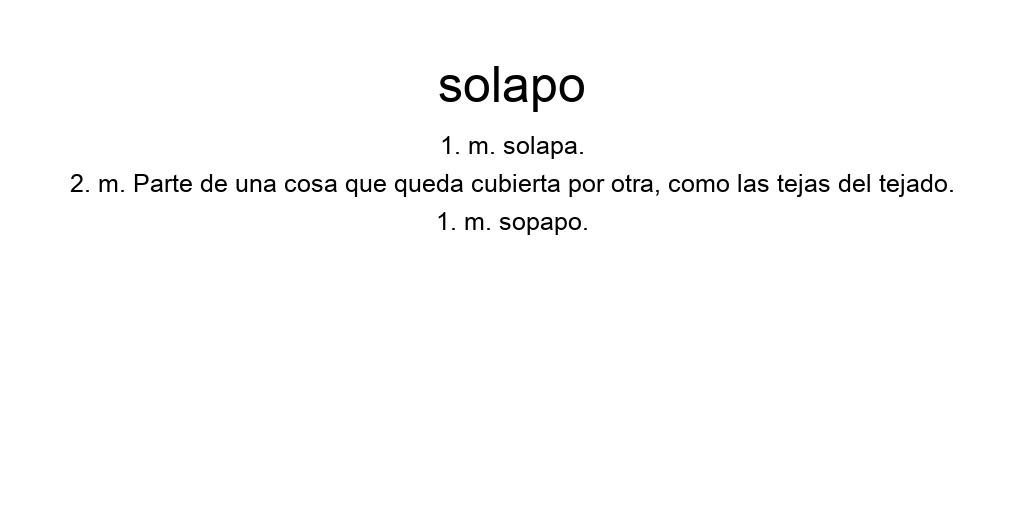 solapo
1. m. solapa.
2. m. Parte de una cosa que queda cubierta por otra, como las tejas del tejado.
1. m. sopapo.